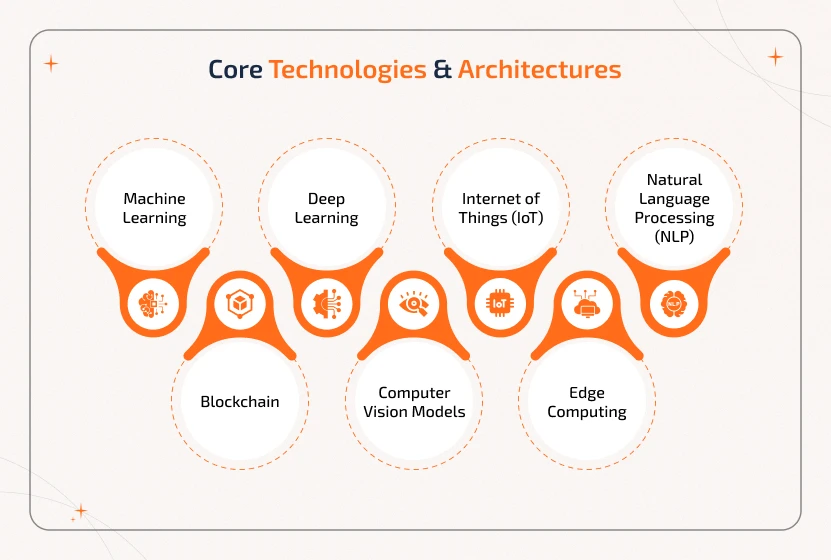 Core Technologies & Architectures
Machine
Learning
Deep
Learning
Internet of
Things (IoT)
Natural
Language
Processing
(NLP)
IoT
NLP
Blockchain
Computer
Vision Models
Edge
Computing